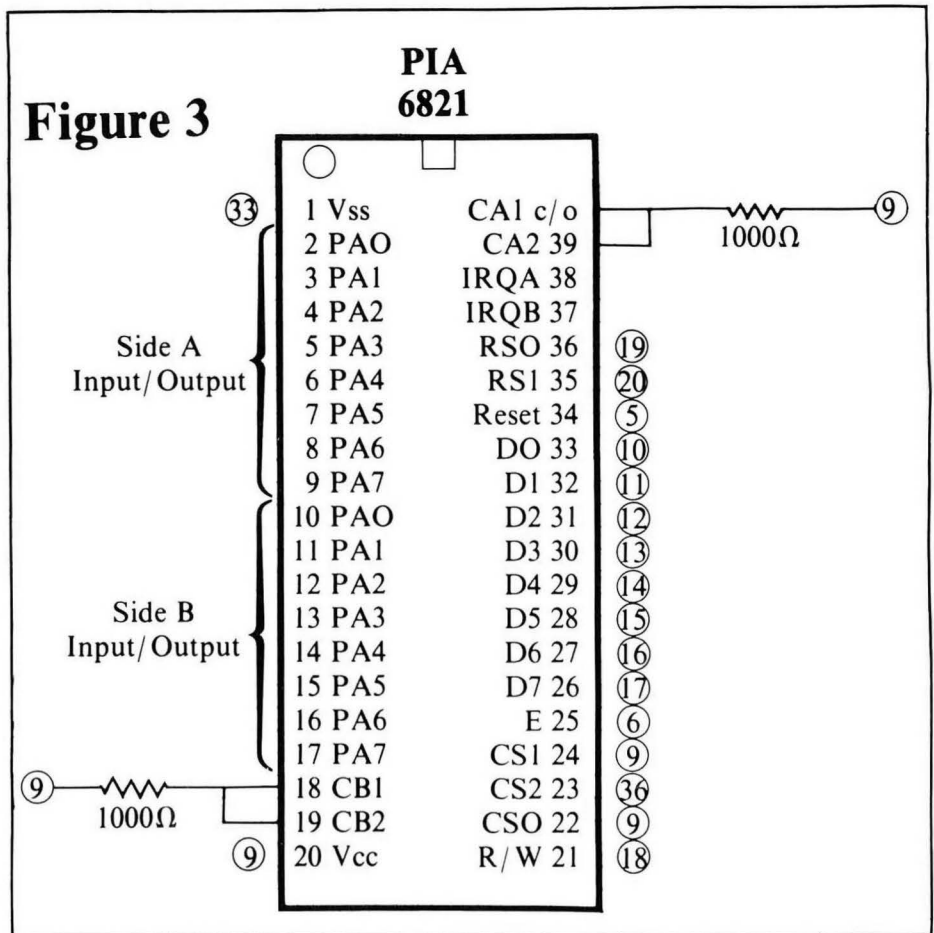 PIA
6821
Figure 3
33 1 Vss CA1 c/o 9
1000Ω
2 PAO CA2 39
3 PA1 IRQA 38
4 PA2 IRQB 37
Side A
Input/Output
5 PA3 RSO 36 19
6 PA4 RS1 35 20
7 PA5 Reset 34 5
8 PA6 DO 33 10
9 PA7 D1 32 11
10 PAO D2 31 12
11 PA1 D3 30 13
12 PA2 D4 29 14
Side B
Input/Output
13 PA3 D5 28 15
14 PA4 D6 27 16
15 PA5 D7 26 17
16 PA6 E 25 6
17 PA7 CS1 24 9
9 18 CB1 CS2 23 36
1000Ω
19 CB2 CSO 22 9
9 20 Vcc R/W 21 18